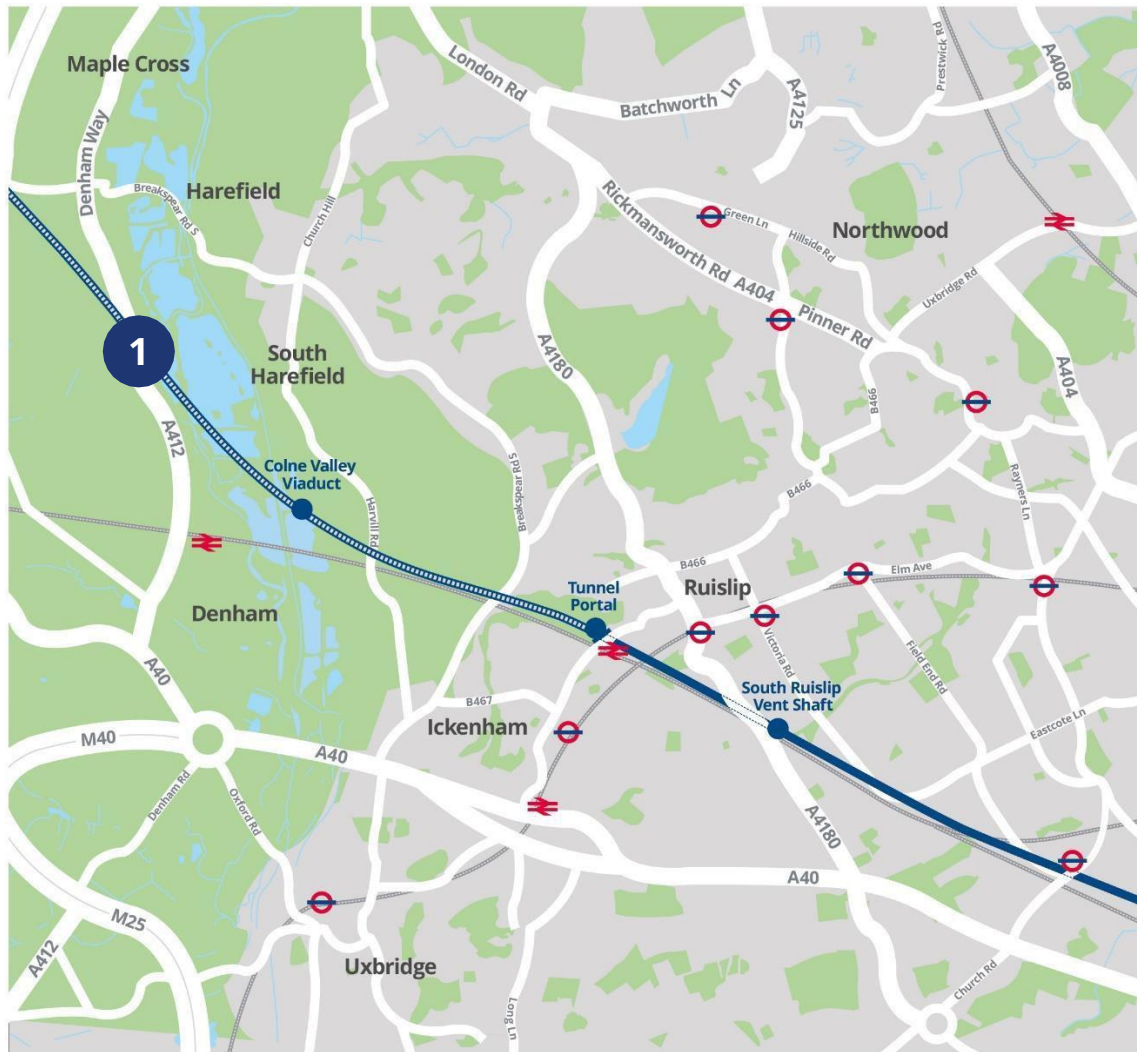 Maple Cross
London Rd
Batchworth Ln
A4125
Prestwick Rd
A4008
Denham Way
Harefield
Breakspear Rd S
Church Hill
Green Ln
Hillside Rd
Northwood
Rickmansworth Rd A404
Pinner Rd
Uxbridge Rd
1
South
Harefield
A4180
A404
B466
A412
Colne Valley
Viaduct
Harvill Rd
Breakspear Rd S
B466
Rayners Ln
B466
Elm Ave
Ruislip
Tunnel
Portal
Denham
Victoria Rd
Field End Rd
A40
B467
Ickenham
South Ruislip
Vent Shaft
Eastcote Ln
M40
A40
Denham Rd
Oxford Rd
A4180
A40
M25
A412
Uxbridge
Long Ln
Church Rd